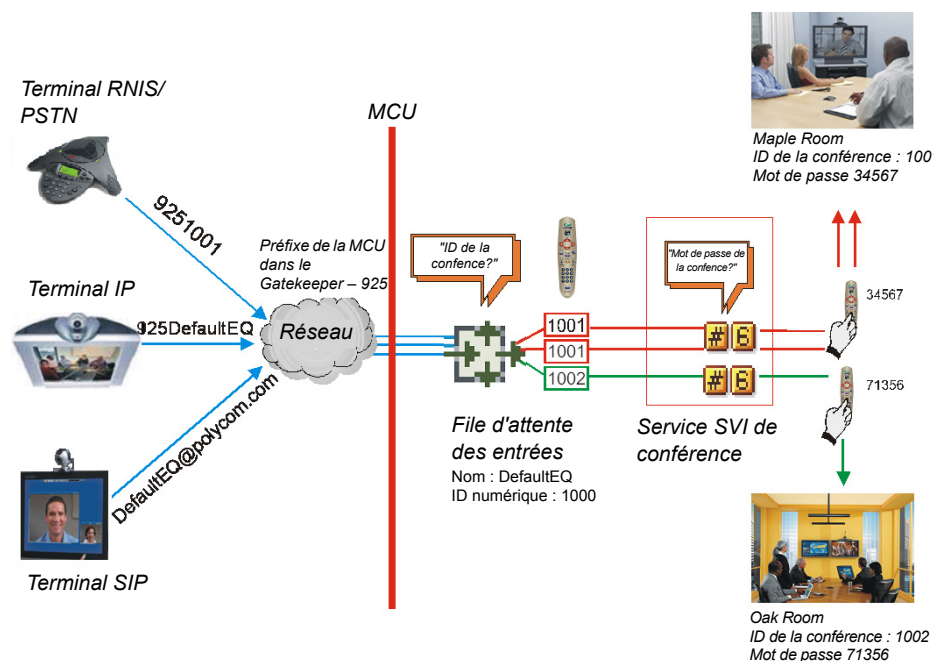 Terminal RNIS/
PSTN
MCU
Maple Room
ID de la conférence : 100
Mot de passe 34567
9251001
Préfixe de la MCU
dans le
Gatekeeper – 925
"ID de la
confence?"
"Mot de passe de
la confence?"
34567
Terminal IP
925DefaultEQ
Réseau
1001
# 6
1001
1002
# 6
71356
DefaultEQ@polycom.com
File d'attente
des entrées
Nom : DefaultEQ
ID numérique : 1000
Service SVI de
conférence
Terminal SIP
Oak Room
ID de la conférence : 1002
Mot de passe 71356